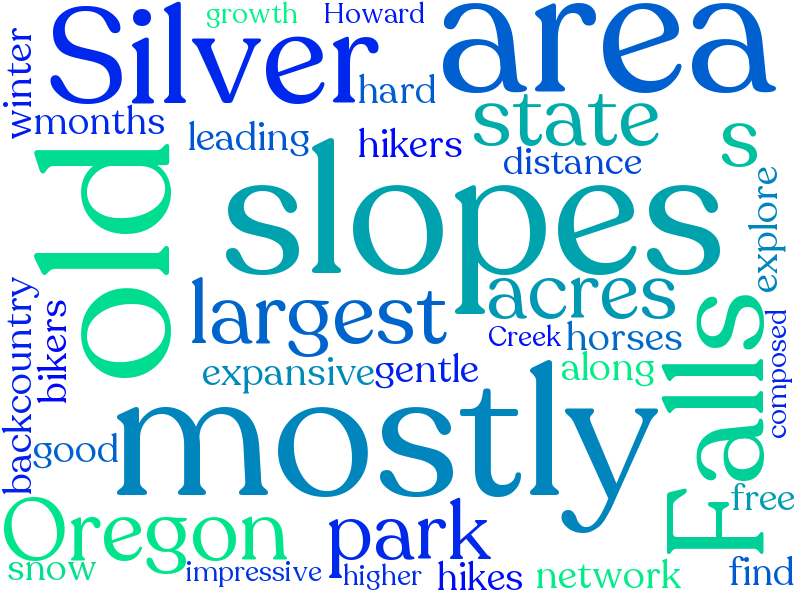 growth
Howard
Silver
area
winter
months
hard
state
leading
hikers
distance
s
old
slopes
explore
acres
largest
backcountry
bikers
Creek
horses
Falls
composed
expansive
gentle
along
mostly
good
free
Oregon
park
snow
impressive
higher
hikes
network
find